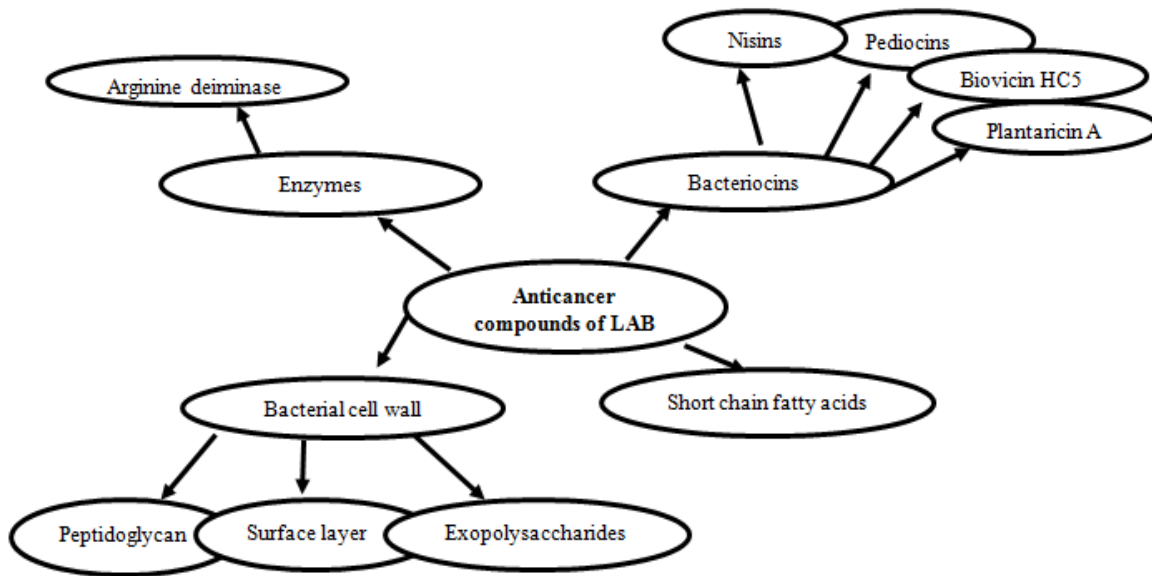 Nisins
Pediocins
Arginine deiminase
Biovicin HC5
Plantaricin A
Enzymes
Bacteriocins
Anticancer
compounds of LAB
Bacterial cell wall
Short chain fatty acids
Peptidoglycan
Surface layer
Exopolysaccharides